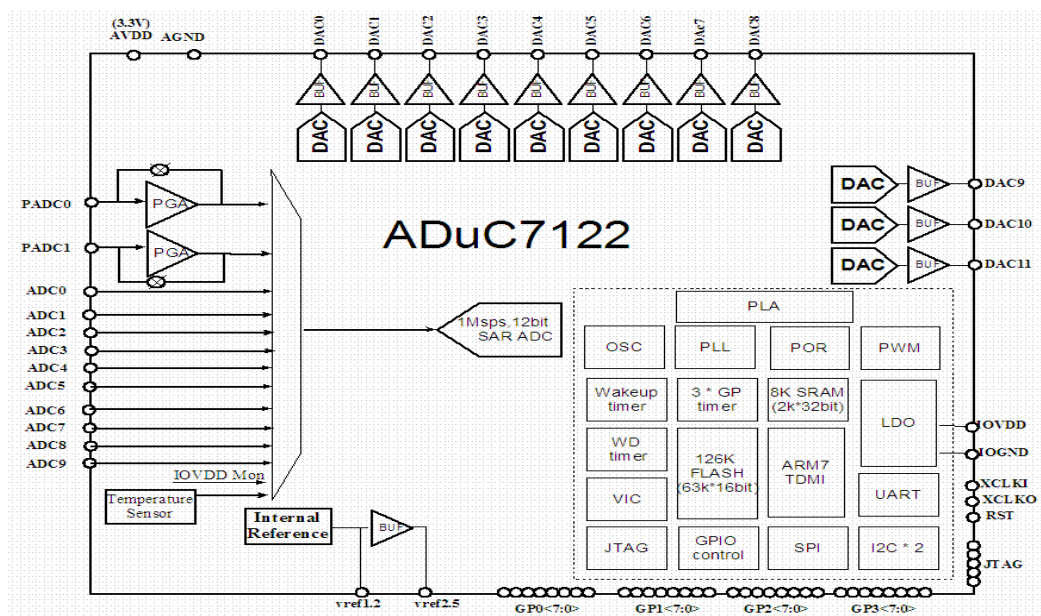 (3.3V)
AVDD AGND
DAC0 DAC1 DAC2 DAC3 DAC4 DAC5 DAC6 DAc7 DAC8
BUF BUF BUF BUF BUF BUF BUF BUF BUF
DAC DAC DAC DAC DAC DAC DAC DAC DAC
DAC BUF DAC9
DAC BUF DAC10
DAC BUF DAC11
PADC0 PGA
PADC1 PGA
ADuC7122
ADC0
ADC1
ADC2
ADC3
ADC4
ADC5
ADC6
ADC7
ADC8
ADC9
IOVDD Mon
Temperature
Sensor
1Msps,12bit
SAR ADC
Internal
Reference
BUF
vref1.2 vref2.5
PLA
OSC PLL POR PWM
Wakeup
timer
3 * GP
timer
8K SRAM
(2k*32bit)
LDO
WD
timer
126K
FLASH
(63k*16bit)
ARM7
TDMI
VIC
UART
JTAG
GPIO
control
SPI
I2C * 2
IOVDD
IOGND
XCLKI
XCLKO
RST
JTAG
GP0<7:0> GP1<7:0> GP2<7:0> GP3<7:0>